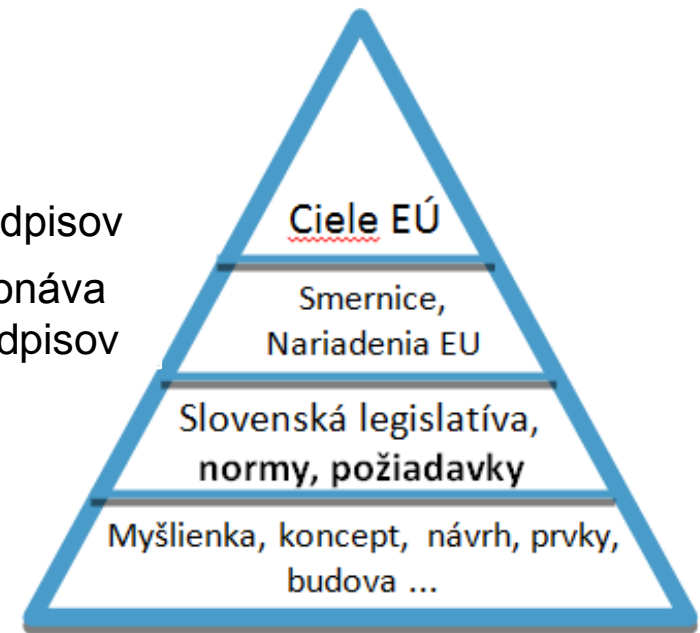 dpisov
onáva
dpisov
Ciele EÚ
Smernice,
Nariadenia EU
Slovenská legislatíva,
normy, požiadavky
Myšlienka, koncept, návrh, prvky,
budova ...